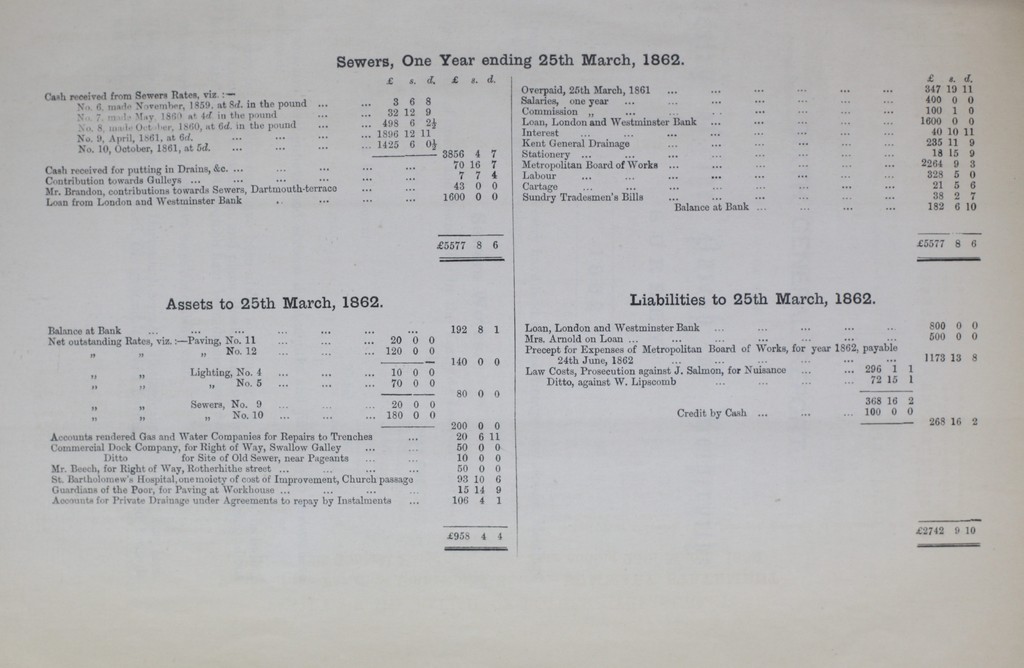 Sewers, One Year ending 25th March, 1862.
£ s. d. £ s. d.
Cash received from Sewers Rates, viz. :—
No. 6, made November, 1859, at 8d. in the pound ... ... 3 6 8
No. 7, made May, 1860 at 4d in the pound ... ... 32 12 9
No. 8, made October, 1860, at 6d. in the pound ... ... 498 6 2½
No. 9, April, 1861, at 6d. ... ... ... ... 1896 12 11
No. 10, October, 1861, at 5d. ... ... ... ... 1425 6 0½
3856 4 7
Cash received for putting in Drains, &c. ... ... ... ... ... 70 16 7
Contribution towards Gulleys ... ... ... ... ... ... 7 7 4
Mr. Brandon, contributions towards Sewers, Dartmouth-terrace ... ... 43 0 0
Loan from London and Westminster Bank .. ... ... ... 1600 0 0
£5577 8 6
£ s. d.
Overpaid, 25th March, 1861 ... ... ... ... ... ... 347 19 11
Salaries, one year ... ... ... ... ... ... ... 400 0 0
Commission „ ... ... ... ... ... ... ... 100 1 0
Loan, London and Westminster Bank ... ... ... ... ... 1600 0 0
Interest ... ... ... ... ... ... ... ... 40 10 11
Kent General Drainage ... ... ... ... ... ... 235 11 9
Stationery ... ... ... ... ... ... ... ... 18 15 9
Metropolitan Board of Works ... ... ... ... ... ... 2264 9 3
Labour ... ... ... ... ... ... ... ... 328 5 0
Cartage ... ... ... ... ... ... ... ... 21 5 6
Sundry Tradesmen's Bills ... ... ... ... ... ... 38 2 7
Balance at Bank ... ... ... ... 182 6 10
£5577 8 6
Assets to 25th March, 1862.
Balance at Bank ... ... ... ... ... ... ... 192 8 1
Net outstanding Rates, viz. :—Paving, No. 11 ... ... ... 20 0 0
„ „ „ No. 12 ... ... ... 120 0 0
140 0 0
„ „ Lighting, No. 4 ... ... ... 10 0 0
„ „ „ No. 5 ... ... ... 70 0 0
80 0 0
„ „ Sewers, No. 9 ... ... ... 20 0 0
„ „ „ No. 10 ... ... ... 180 0 0
200 0 0
Accounts rendered Gas and Water Companies for Repairs to Trenches ... 20 6 11
Commercial Dock Company, for Right of Way, Swallow Galley ... ... 50 0 0
Ditto for Site of Old Sewer, near Pageants ... ... 10 0 0
Mr. Beech, for Right of Way, Rotherhithe street ... ... ... ... 50 0 0
St. Bartholomew's Hospital, one moiety of cost of Improvement, Church passage 93 10 6
Guardians of the Poor, for Paving at Workhouse ... ... ... ... 15 14 9
Accounts for Private Drainage under Agreements to repay by Instalments ... 106 4 1
£958 4 4
Liabilities to 25th March, 1862.
Loan, London and Westminster Bank ... ... ... ... ... 800 0 0
Mrs. Arnold on Loan ... ... ... ... ... ... ... 500 0 0
Precept for Expenses of Metropolitan Board of Works, for year 1862, payable
24th June, 1862 ... ... ... ... ... ... ... 1173 13 8
Law Costs, Prosecution against J. Salmon, for Nuisance ... ... 296 1 1
Ditto, against W. Lipscomb ... ... ... ... 72 15 1
368 16 2
Credit by Cash ... ... ... 100 0 0
268 16 2
£2742 9 10